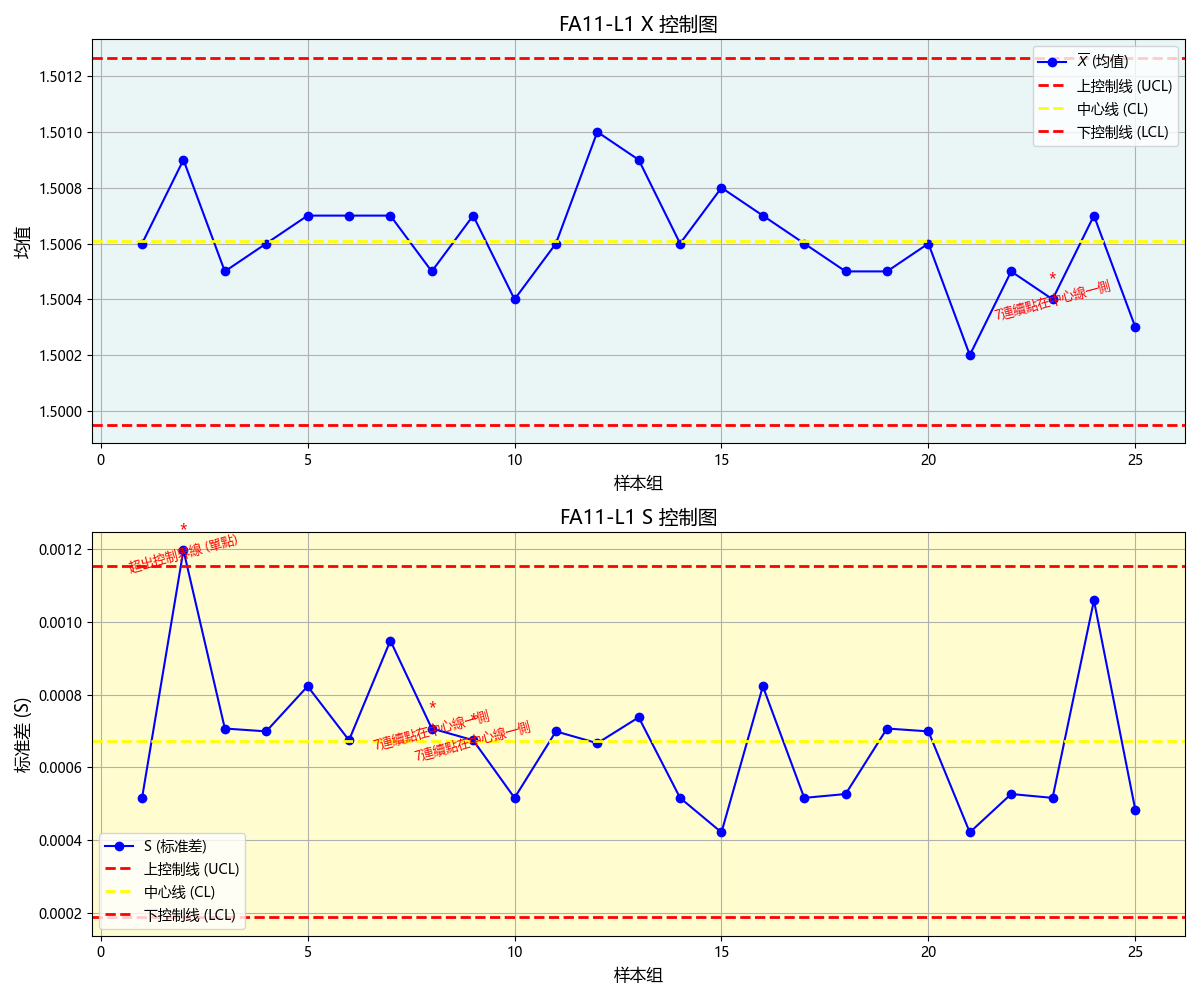 FA11-L1 X 控制图
均值
1.5012
1.5010
1.5008
1.5006
1.5004
1.5002
1.5000
X (均值)
上控制线 (UCL)
中心线 (CL)
下控制线 (LCL)
*
7連續點在中心線一側
0
5
10
15
20
25
样本组
FA11-L1 S 控制图
标准差 (S)
0.0012
0.0010
0.0008
0.0006
0.0004
0.0002
*
超出控制界線 (單點)
*
7連續點在中心線一側
*
7連續點在中心線一側
S (标准差)
上控制线 (UCL)
中心线 (CL)
下控制线 (LCL)
0
5
10
15
20
25
样本组